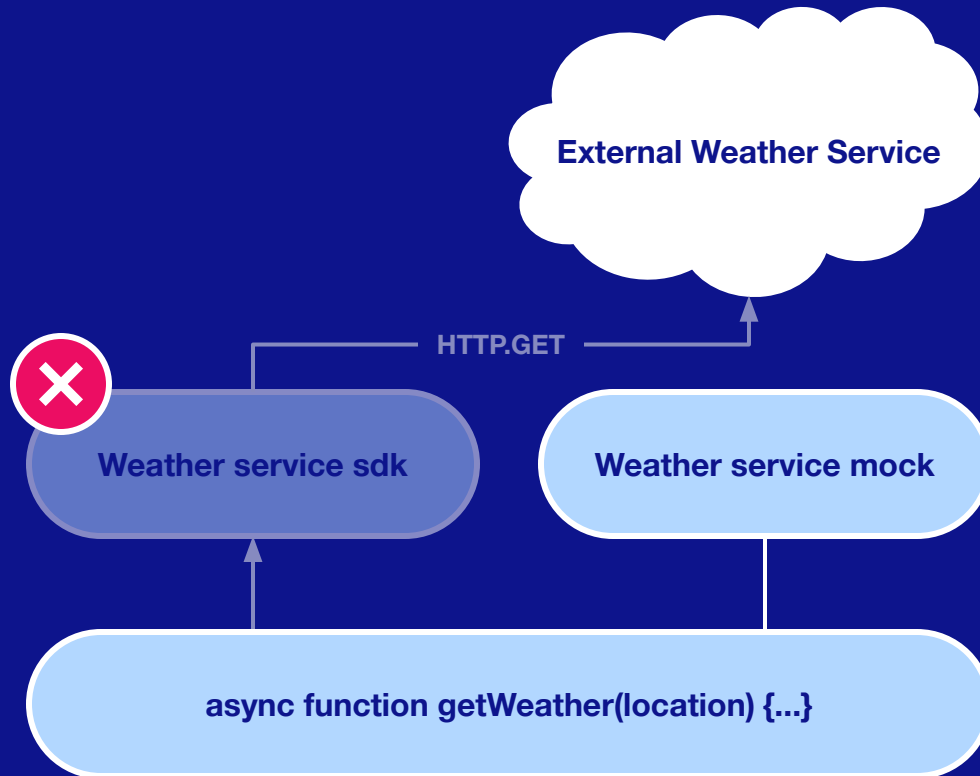 External Weather Service
HTTP.GET
Weather service sdk
Weather service mock
async function getWeather(location) {...}